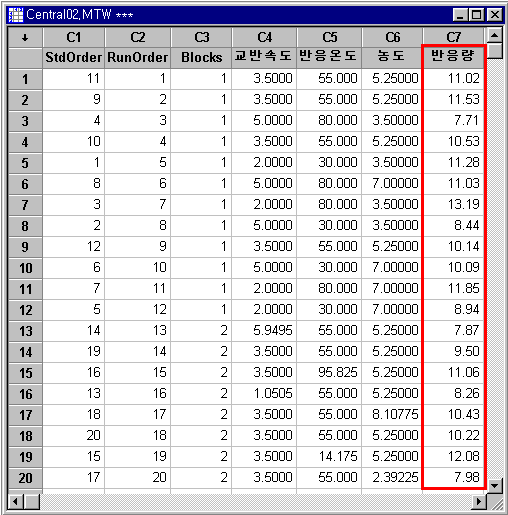 Central02,MTW ***
↓ C1 C2 C3 C4 C5 C6 C7
StdOrder RunOrder Blocks 교반속도 반응온도 농도 반응량
1 11 1 1 3.5000 55.000 5.25000 11.02
2 9 2 1 3.5000 55.000 5.25000 11.53
3 4 3 1 5.0000 80.000 3.50000 7.71
4 10 4 1 3.5000 55.000 5.25000 10.53
5 1 5 1 2.0000 30.000 3.50000 11.28
6 8 6 1 5.0000 80.000 7.00000 11.03
7 3 7 1 2.0000 80.000 3.50000 13.19
8 2 8 1 5.0000 30.000 3.50000 8.44
9 12 9 1 3.5000 55.000 5.25000 10.14
10 6 10 1 5.0000 30.000 7.00000 10.09
11 7 11 1 2.0000 80.000 7.00000 11.85
12 5 12 1 2.0000 30.000 7.00000 8.94
13 14 13 2 5.9495 55.000 5.25000 7.87
14 19 14 2 3.5000 55.000 5.25000 9.50
15 16 15 2 3.5000 95.825 5.25000 11.06
16 13 16 2 1.0505 55.000 5.25000 8.26
17 18 17 2 3.5000 55.000 8.10775 10.43
18 20 18 2 3.5000 55.000 5.25000 10.22
19 15 19 2 3.5000 14.175 5.25000 12.08
20 17 20 2 3.5000 55.000 2.39225 7.98